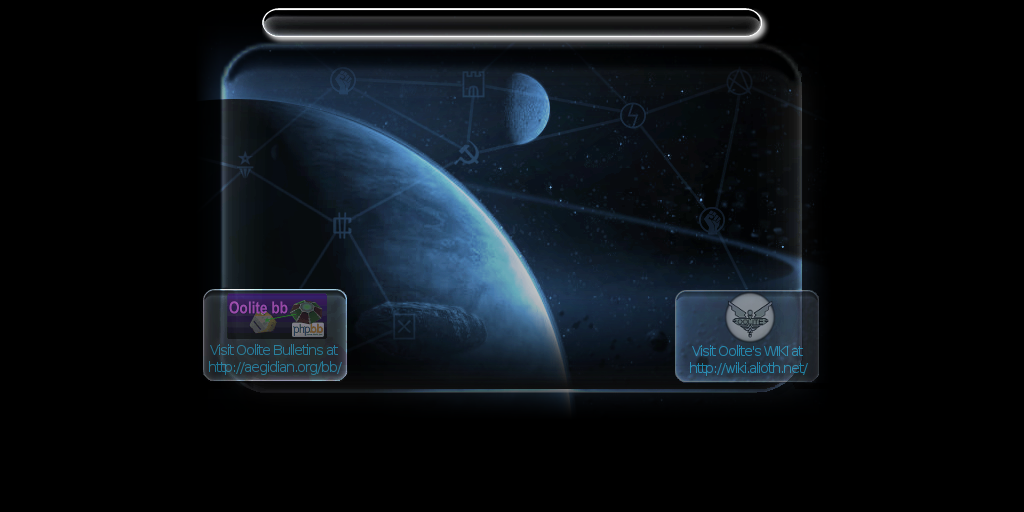 Oolite bb
phpbb
Visit Oolite Bulletins at
http://aegidian.org/bb/
Visit Oolite's WIKI at
http://wiki.alioth.net/